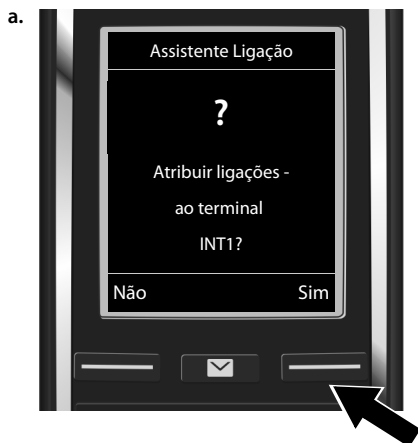 a.
Assistente Ligação
?
Atribuir ligações -
ao terminal
INT1?
Não Sim